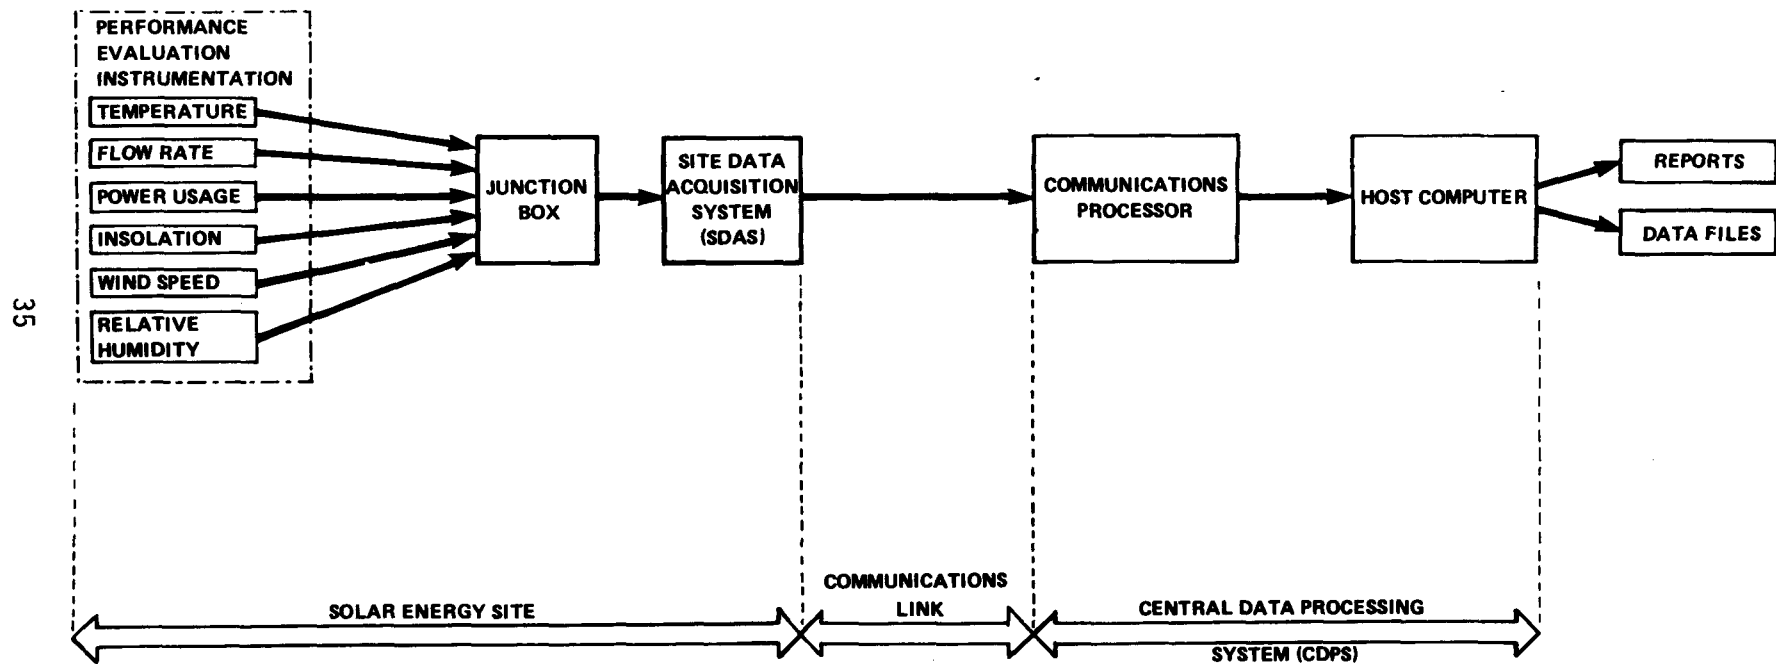 PERFORMANCE
EVALUATION
INSTRUMENTATION
TEMPERATURE
FLOW RATE
POWER USAGE
INSOLATION
WIND SPEED
RELATIVE
HUMIDITY
JUNCTION
BOX
SITE DATA
ACQUISITION
SYSTEM
(SDAS)
COMMUNICATIONS
PROCESSOR
HOST COMPUTER
REPORTS
DATA FILES
SOLAR ENERGY SITE
COMMUNICATIONS
LINK
CENTRAL DATA PROCESSING
SYSTEM (CDPS)
35